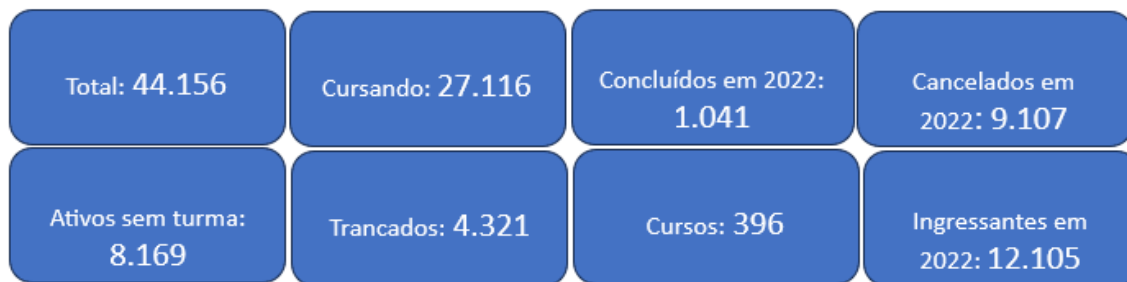 Total: 44.156
Cursando: 27.116
Concluídos em 2022:
1.041
Cancelados em
2022: 9.107
Ativos sem turma:
8.169
Trancados: 4.321
Cursos: 396
Ingressantes em
2022: 12.105